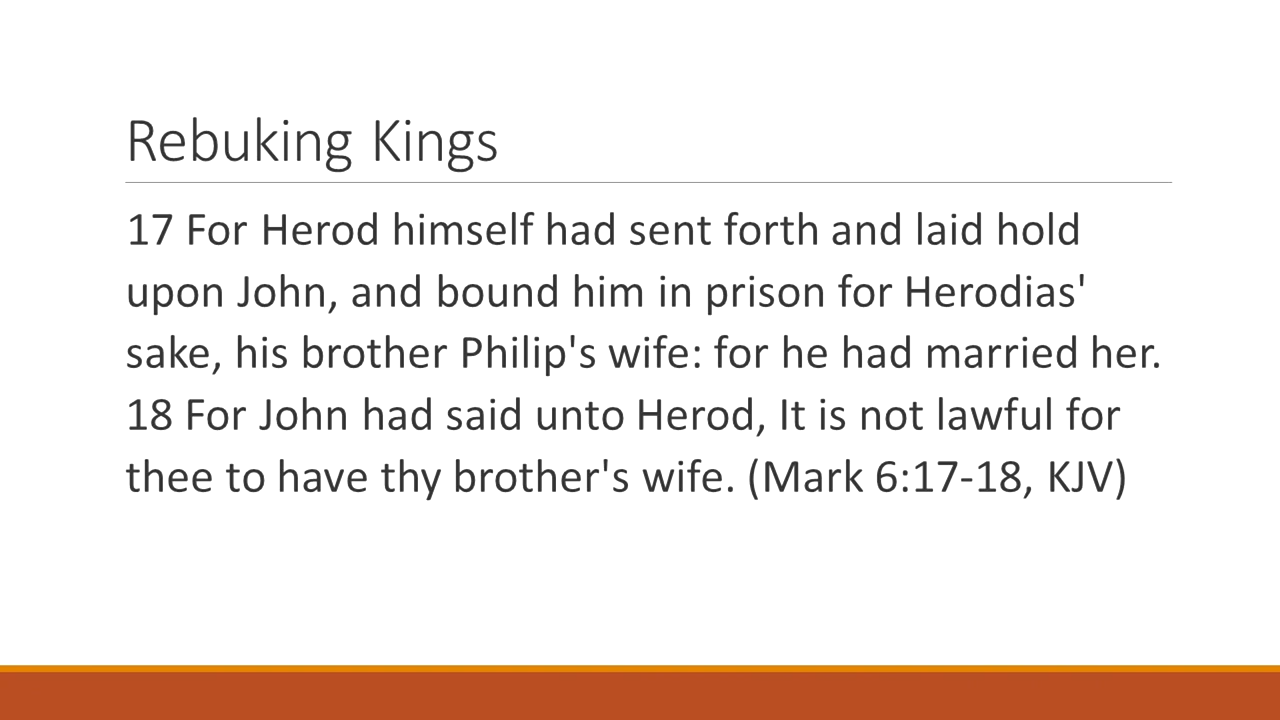 Rebuking Kings
17 For Herod himself had sent forth and laid hold
upon John, and bound him in prison for Herodias'
sake, his brother Philip's wife: for he had married her.
18 For John had said unto Herod, It is not lawful for
thee to have thy brother's wife. (Mark 6:17-18, KJV)